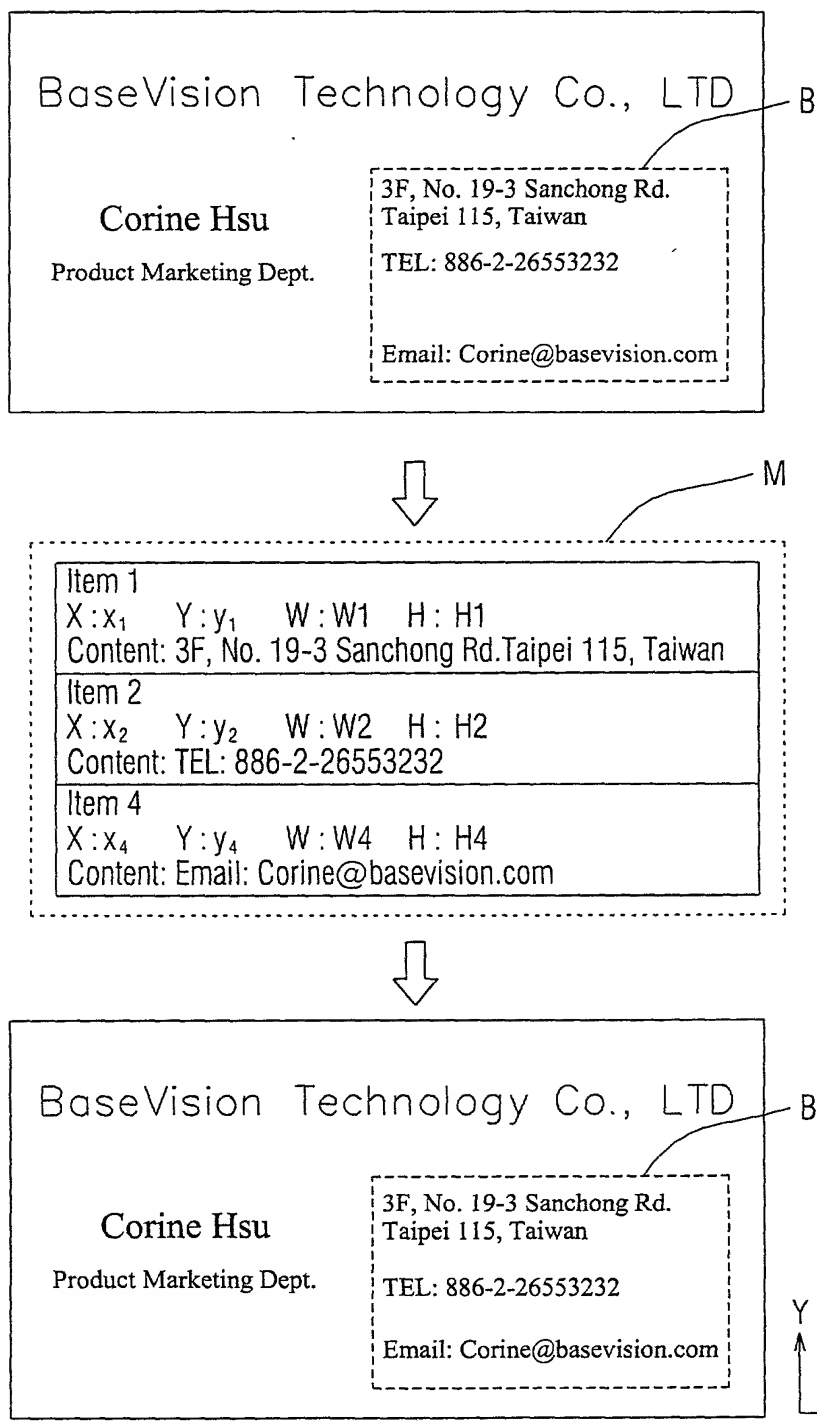 BaseVision Technology Co., LTD
B
Corine Hsu
Product Marketing Dept.
3F, No. 19-3 Sanchong Rd.
Taipei 115, Taiwan
TEL: 886-2-26553232
Email: Corine@basevision.com
M
Item 1
X : x₁ Y : y₁ W : W1 H : H1
Content: 3F, No. 19-3 Sanchong Rd.Taipei 115, Taiwan
Item 2
X : x₂ Y : y₂ W : W2 H : H2
Content: TEL: 886-2-26553232
Item 4
X : x₄ Y : y₄ W : W4 H : H4
Content: Email: Corine@basevision.com
BaseVision Technology Co., LTD
B
Corine Hsu
Product Marketing Dept.
3F, No. 19-3 Sanchong Rd.
Taipei 115, Taiwan
TEL: 886-2-26553232
Email: Corine@basevision.com
Y